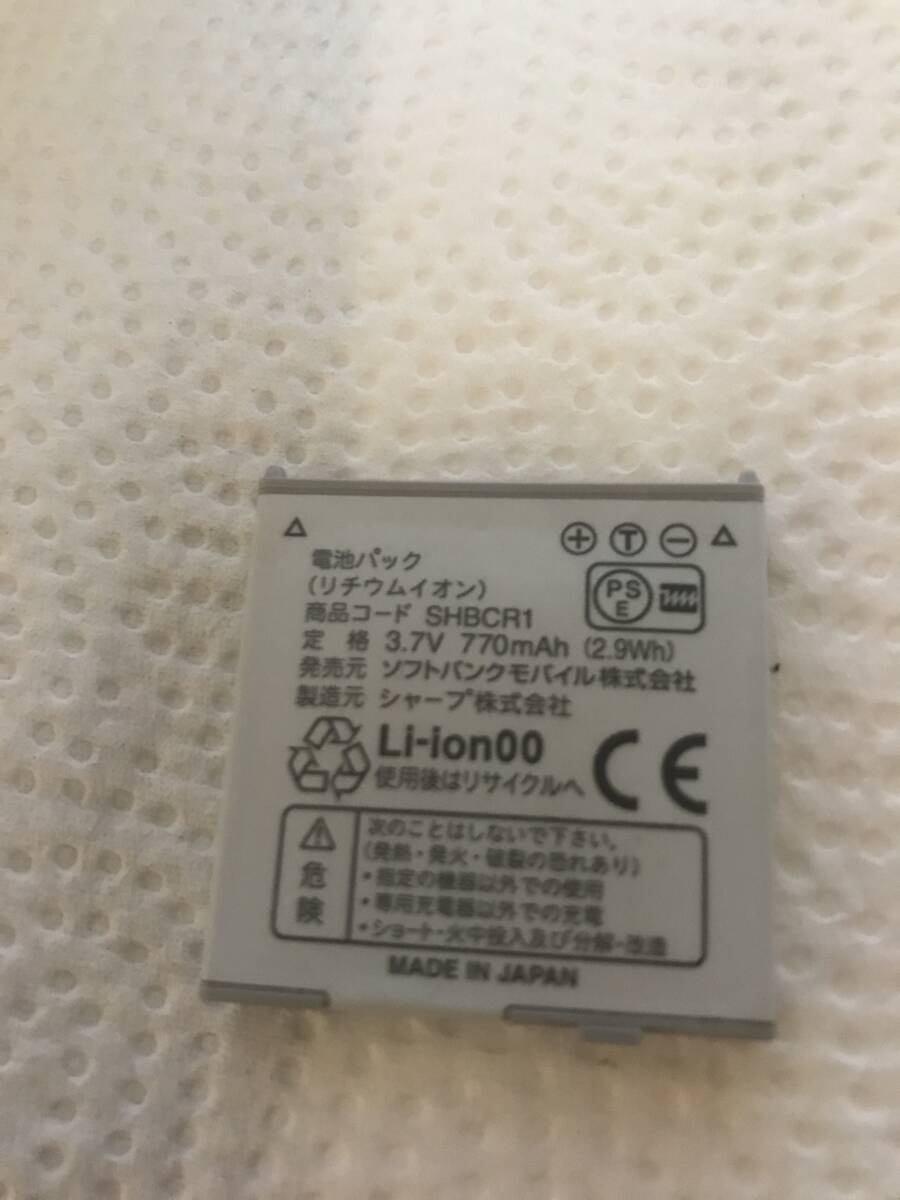 電池パック
(リチウムイオン)
商品コード SHBCR1
定 格 3.7V 770mAh (2.9Wh)
発売元 ソフトバンクモバイル株式会社
製造元 シャープ株式会社
+ T −
PS E
Li-ion00
使用後はリサイクルへ
CE
危険
次のことはしないで下さい。
(発熱・発火・破裂の恐れあり)
・指定の機器以外での使用
・専用充電器以外での充電
・ショート・火中投入及び分解・改造
MADE IN JAPAN